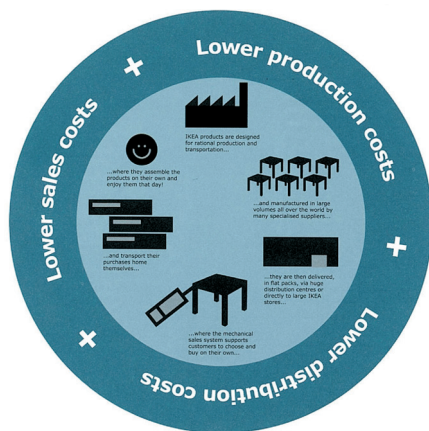 Lower production costs
+
Lower distribution costs
+
Lower sales costs
+
IKEA products are designed
for rational production and
transportation...
...and manufactured in large
volumes all over the world by
many specialised suppliers...
...they are then delivered,
in flat packs, via huge
distribution centres or
directly to large IKEA
stores...
...where the mechanical
sales system supports
customers to choose and
buy on their own...
...and transport their
purchases home
themselves...
...where they assemble the
products on their own and
enjoy them that day!